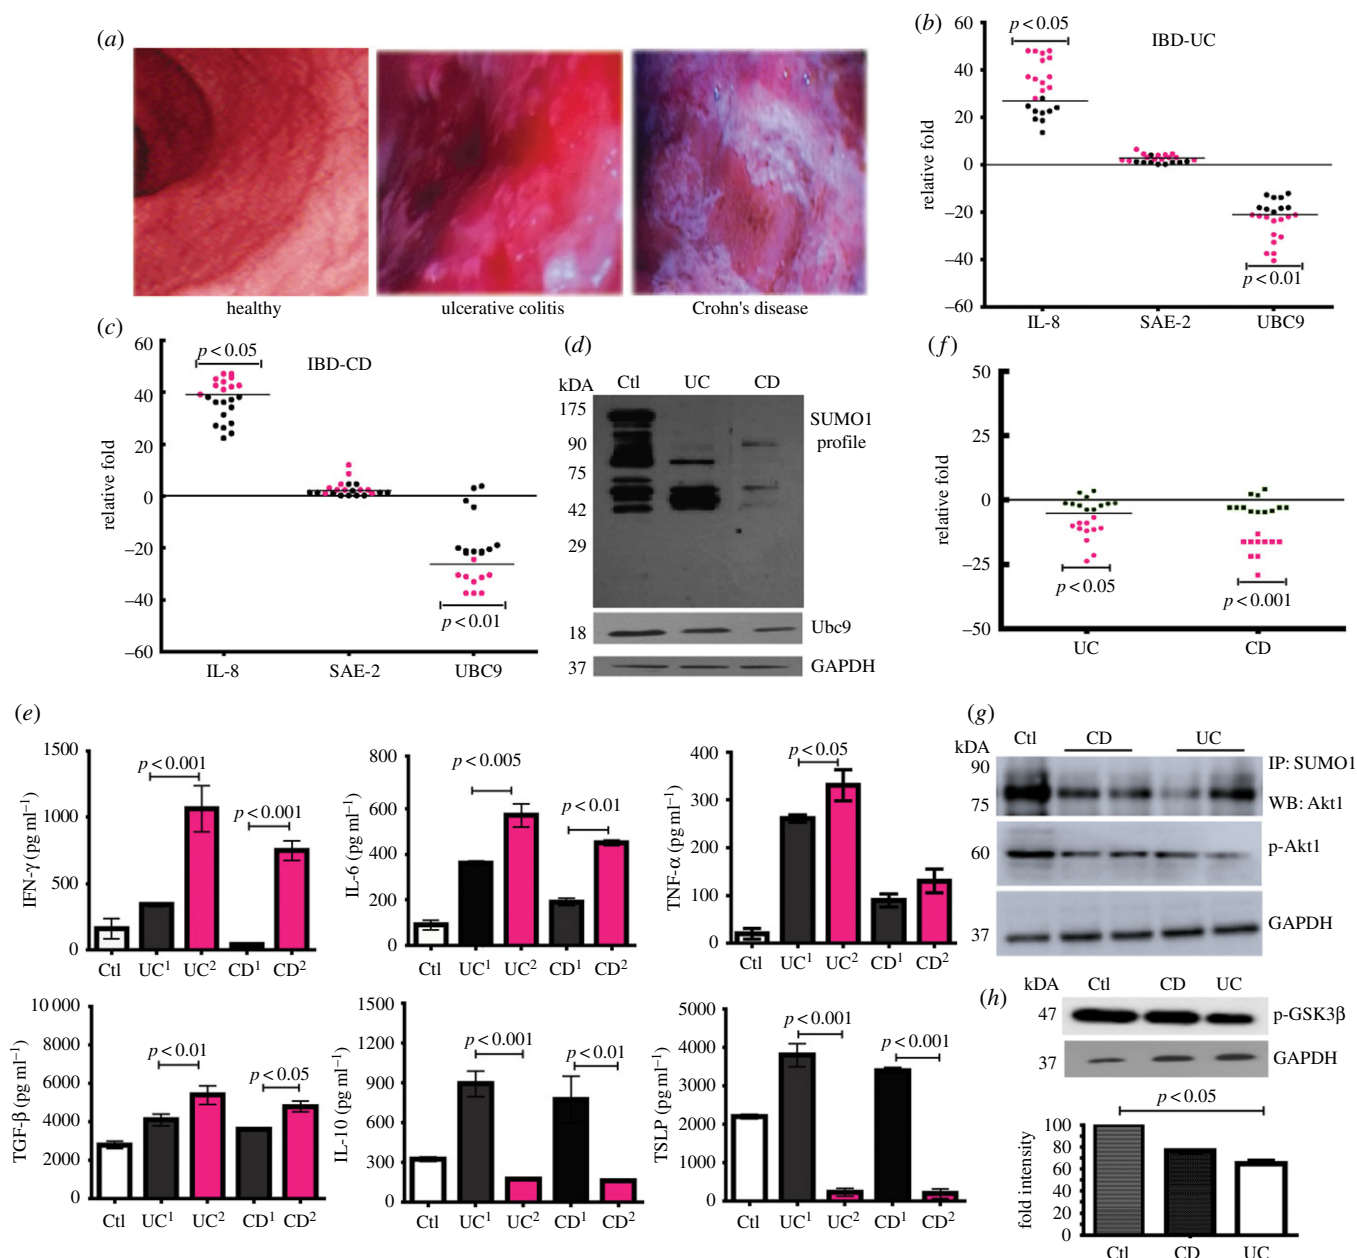 (a)
healthy
ulcerative colitis
Crohn's disease
(b)
60
40
20
0
–20
–40
–60
relative fold
p < 0.05
IBD-UC
p < 0.01
IL-8
SAE-2
UBC9
(c)
60
40
20
0
–20
–40
–60
relative fold
p < 0.05
IBD-CD
p < 0.01
IL-8
SAE-2
UBC9
(d)
kDA
Ctl
UC
CD
175
90
75
42
29
18
37
SUMO1
profile
Ubc9
GAPDH
(f)
50
25
0
–25
–50
relative fold
p < 0.05
p < 0.001
UC
CD
(e)
1500
1000
500
0
IFN-γ (pg ml⁻¹)
p < 0.001
p < 0.001
Ctl
UC¹
UC²
CD¹
CD²
800
600
400
200
0
IL-6 (pg ml⁻¹)
p < 0.005
p < 0.01
Ctl
UC¹
UC²
CD¹
CD²
400
300
200
100
0
TNF-α (pg ml⁻¹)
p < 0.05
Ctl
UC¹
UC²
CD¹
CD²
10 000
8000
6000
4000
2000
0
TGF-β (pg ml⁻¹)
p < 0.01
p < 0.05
Ctl
UC¹
UC²
CD¹
CD²
1500
1200
900
600
300
0
IL-10 (pg ml⁻¹)
p < 0.001
p < 0.01
Ctl
UC¹
UC²
CD¹
CD²
5000
4000
3000
2000
1000
0
TSLP (pg ml⁻¹)
p < 0.001
p < 0.001
Ctl
UC¹
UC²
CD¹
CD²
(g)
kDA
Ctl
CD
UC
90
75
60
37
IP: SUMO1
WB: Akt1
p-Akt1
GAPDH
(h)
kDA
Ctl
CD
UC
47
37
p-GSK3β
GAPDH
p < 0.05
100
80
60
40
20
0
fold intensity
Ctl
CD
UC